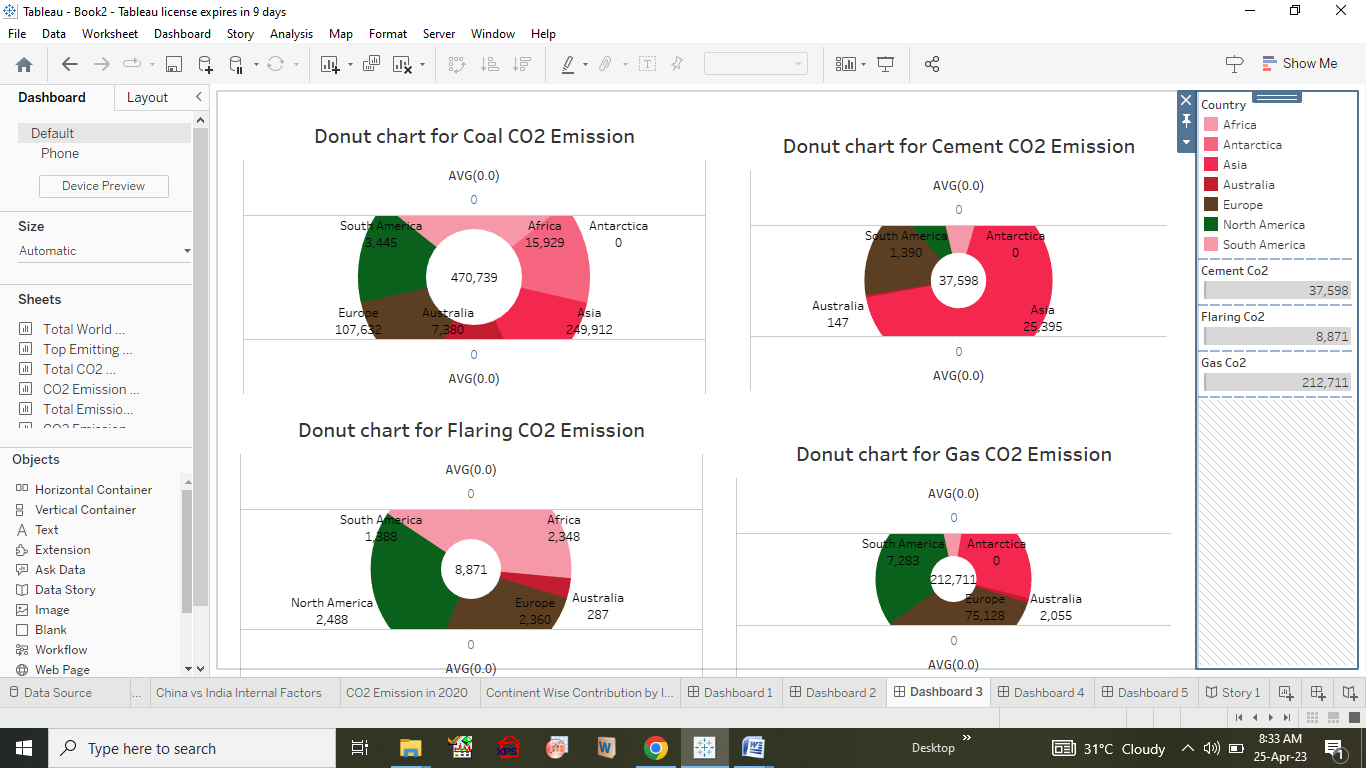 Tableau - Book2 - Tableau license expires in 9 days
File Data Worksheet Dashboard Story Analysis Map Format Server Window Help
Show Me
Dashboard Layout
Default
Phone
Device Preview
Size
Automatic
Sheets
Total World ...
Top Emitting ...
Total CO2 ...
CO2 Emission ...
Total Emissio...
CO2 Emission
Objects
Horizontal Container
Vertical Container
A Text
Extension
Ask Data
Data Story
Image
Blank
Workflow
Web Page
Donut chart for Coal CO2 Emission
AVG(0.0)
0
South America
3,445
Africa
15,929
Antarctica
0
470,739
Europe
107,632
Australia
7,380
Asia
249,912
0
AVG(0.0)
Donut chart for Cement CO2 Emission
AVG(0.0)
0
South America
1,390
Antarctica
0
37,598
Australia
147
Asia
25,395
0
AVG(0.0)
Donut chart for Flaring CO2 Emission
AVG(0.0)
0
South America
1,388
Africa
2,348
8,871
North America
2,488
Europe
2,360
Australia
287
0
AVG(0.0)
Donut chart for Gas CO2 Emission
AVG(0.0)
0
South America
7,283
Antarctica
0
212,711
Europe
75,128
Australia
2,055
0
AVG(0.0)
Country
Africa
Antarctica
Asia
Australia
Europe
North America
South America
Cement Co2
37,598
Flaring Co2
8,871
Gas Co2
212,711
Data Source ... China vs India Internal Factors CO2 Emission in 2020 Continent Wise Contribution by I... Dashboard 1 Dashboard 2 Dashboard 3 Dashboard 4 Dashboard 5 Story 1
Type here to search
XPS
W
W
Desktop »
31°C Cloudy
8:33 AM
25-Apr-23
1